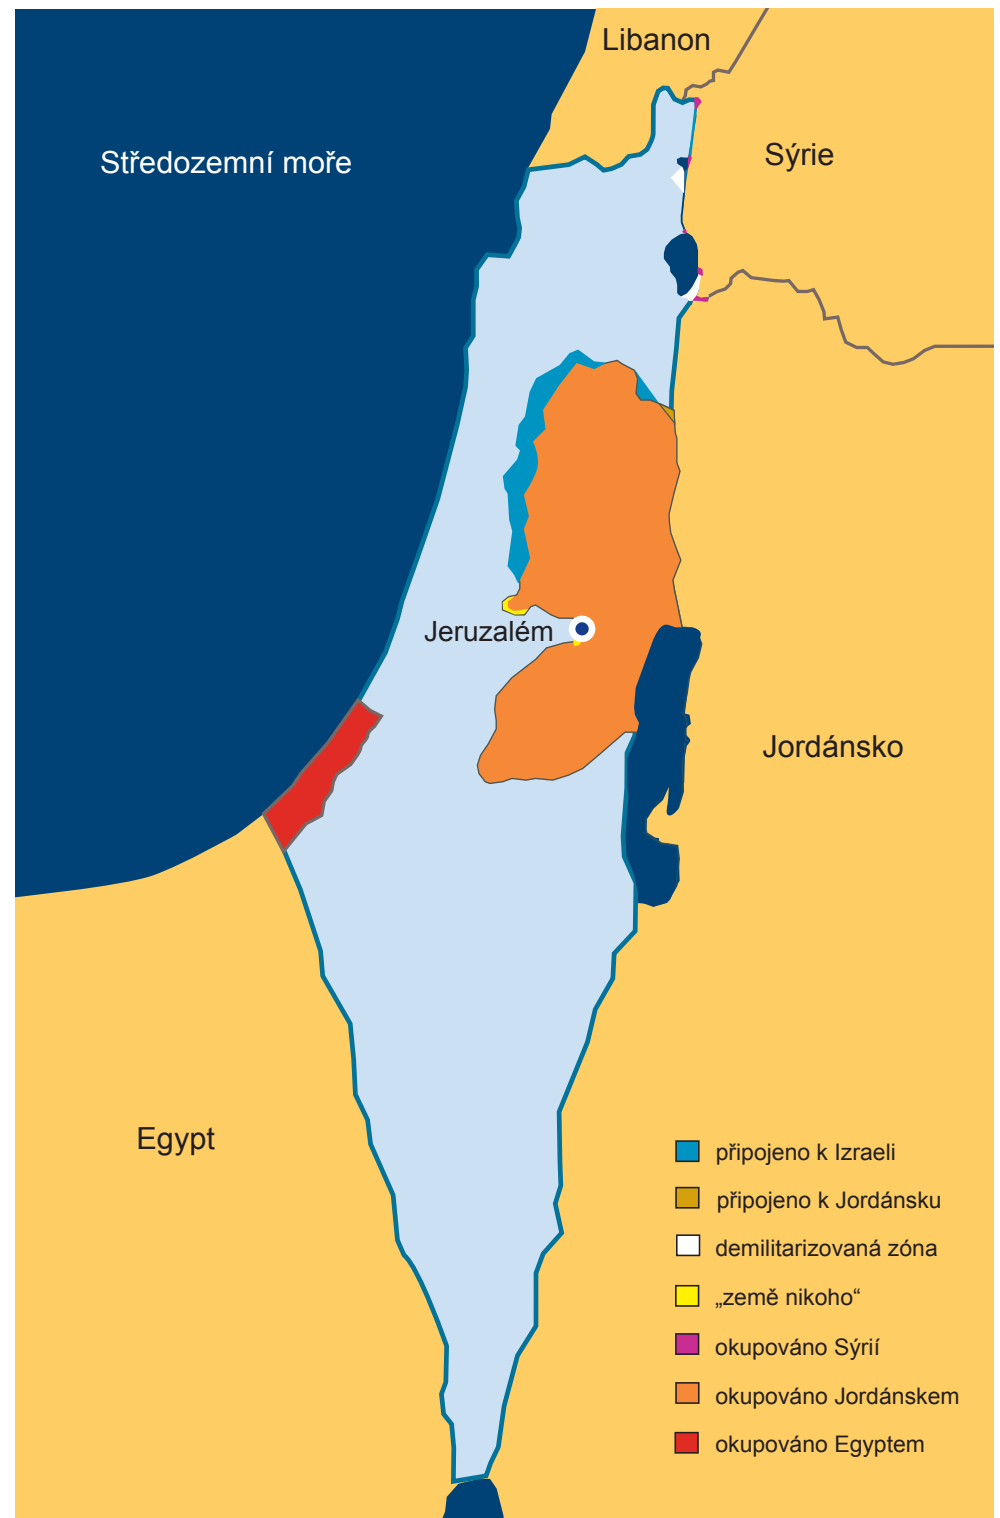 Libanon
Středozemní moře
Sýrie
Jeruzalém
Jordánsko
Egypt
připojeno k Izraeli
připojeno k Jordánsku
demilitarizovaná zóna
„země nikoho“
okupováno Sýrií
okupováno Jordánskem
okupováno Egyptem